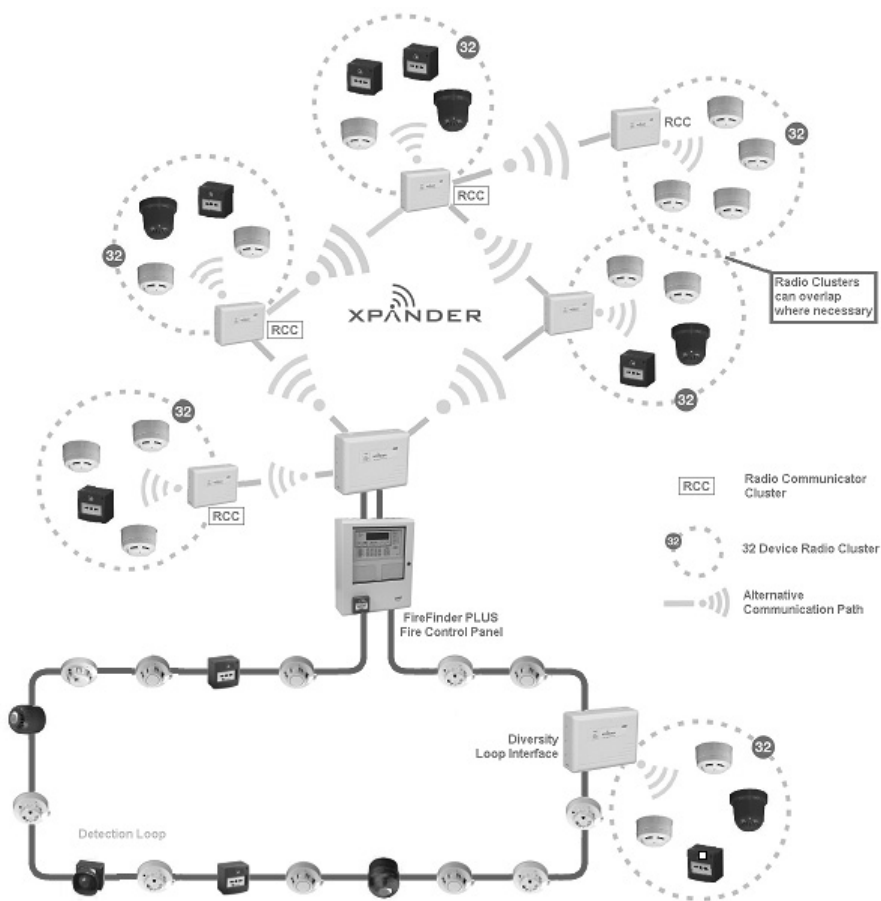 32
RCC
32
RCC
32
RCC
Radio Clusters
can overlap
where necessary
XPANDER
32
32
RCC
RCC
Radio Communicator
Cluster
32
32 Device Radio Cluster
Alternative
Communication Path
FireFinder PLUS
Fire Control Panel
Diversity
Loop Interface
32
Detection Loop